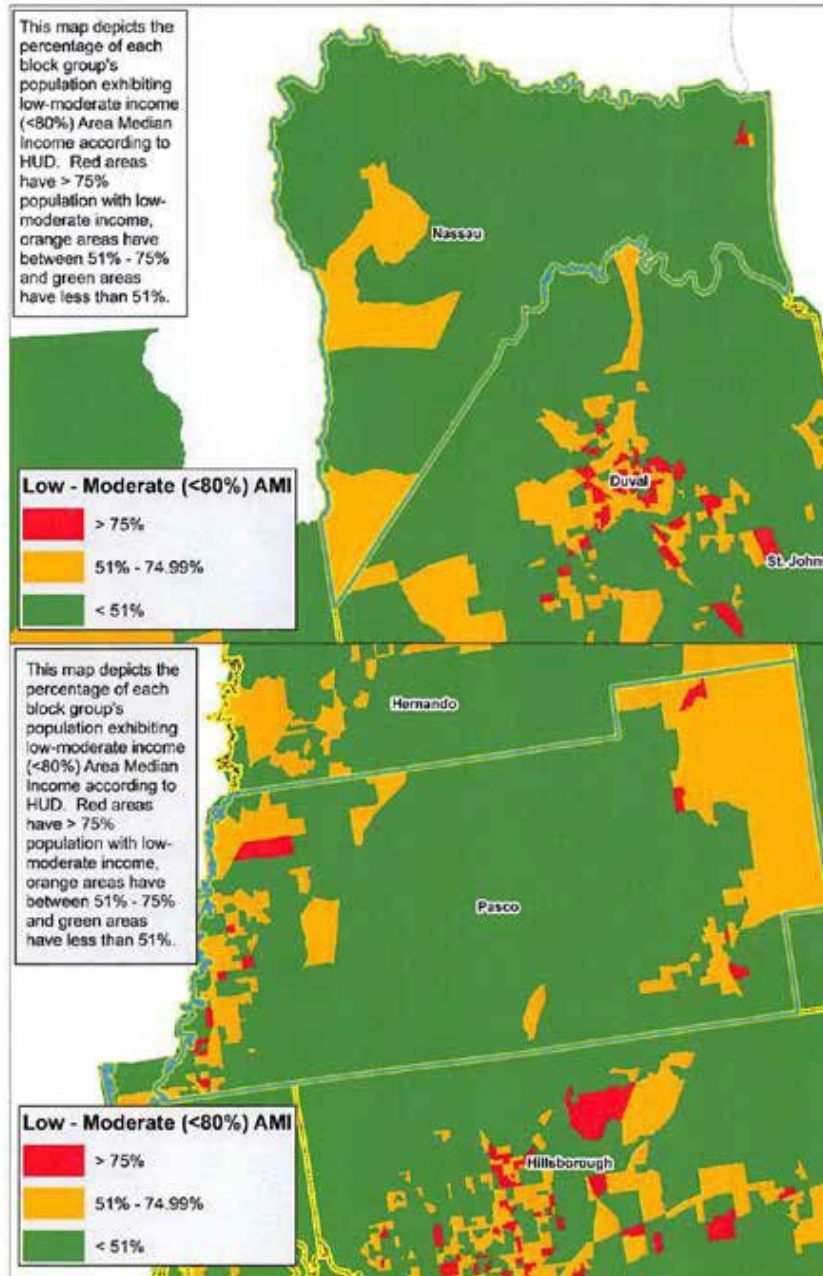 This map depicts the
percentage of each
block group's
population exhibiting
low-moderate income
(<80%) Area Median
Income according to
HUD. Red areas
have > 75%
population with low-
moderate income,
orange areas have
between 51% - 75%
and green areas
have less than 51%.
Nassau
Duval
St. Johns
Low - Moderate (<80%) AMI
> 75%
51% - 74.99%
< 51%
This map depicts the
percentage of each
block group's
population exhibiting
low-moderate income
(<80%) Area Median
Income according to
HUD. Red areas
have > 75%
population with low-
moderate income,
orange areas have
between 51% - 75%
and green areas
have less than 51%.
Hernando
Pasco
Hillsborough
Low - Moderate (<80%) AMI
> 75%
51% - 74.99%
< 51%